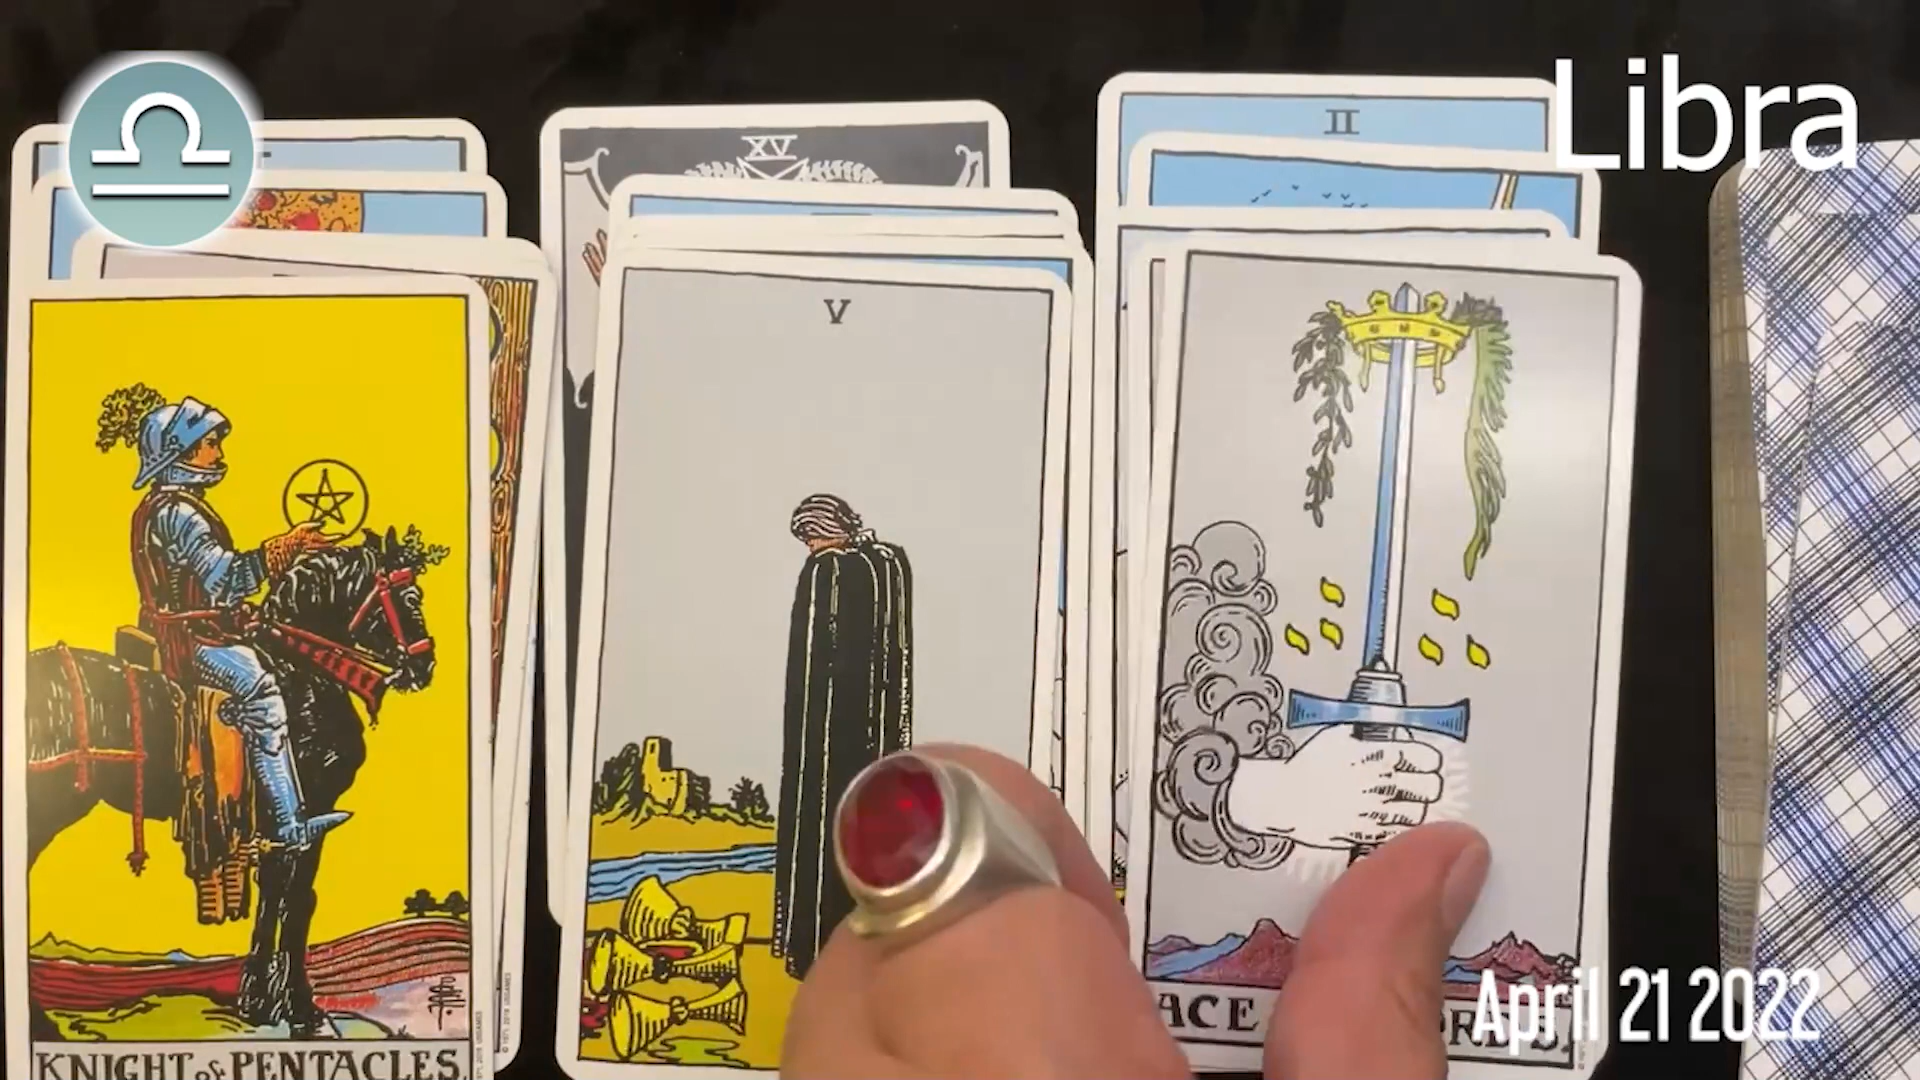 Libra
XV
II
V
KNIGHT of PENTACLES.
ACE
April 21 2022